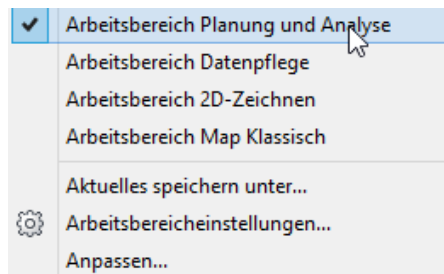 Arbeitsbereich Planung und Analyse
Arbeitsbereich Datenpflege
Arbeitsbereich 2D-Zeichnen
Arbeitsbereich Map Klassisch
Aktuelles speichern unter...
Arbeitsbereicheinstellungen...
Anpassen...